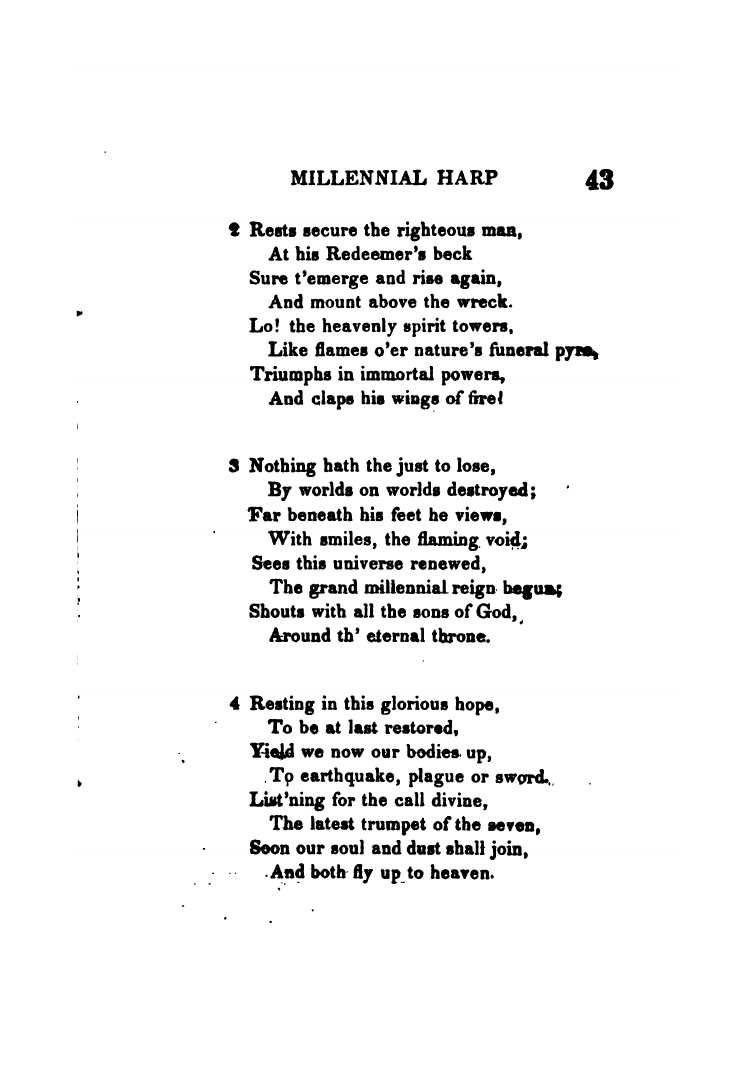 MILLENNIAL HARP 43
2 Rests secure the righteous man,
At his Redeemer's beck
Sure t'emerge and rise again,
And mount above the wreck.
Lo! the heavenly spirit towers,
Like flames o'er nature's funeral pyre,
Triumphs in immortal powers,
And claps his wings of fire!
3 Nothing hath the just to lose,
By worlds on worlds destroyed;
Far beneath his feet he views,
With smiles, the flaming void;
Sees this universe renewed,
The grand millennial reign begun;
Shouts with all the sons of God,
Around th' eternal throne.
4 Resting in this glorious hope,
To be at last restored,
Yield we now our bodies up,
To earthquake, plague or sword.
List'ning for the call divine,
The latest trumpet of the seven,
Soon our soul and dust shall join,
And both fly up to heaven.